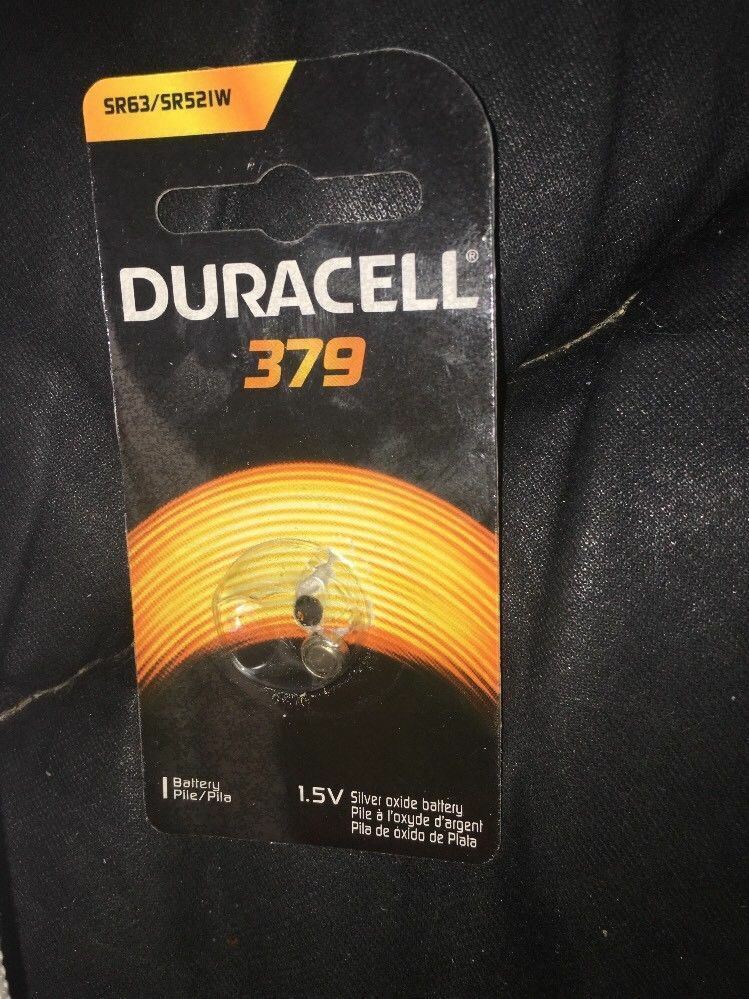 SR63/SR521W
DURACELL®
379
1 Battery
Pile/Pila
1.5V Silver oxide battery
Pile à l'oxyde d'argent
Pila de óxido de Plata